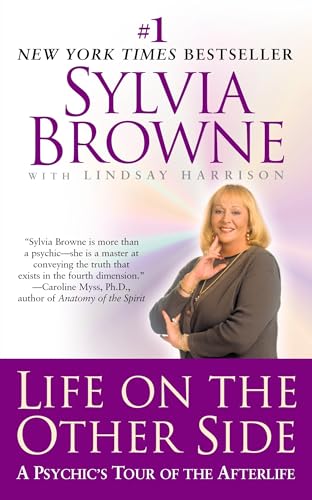 #1
NEW YORK TIMES BESTSELLER
SYLVIA
BROWNE
WITH LINDSAY HARRISON
“Sylvia Browne is more than
a psychic—she is a master at
conveying the truth that
exists in the fourth dimension.”
—Caroline Myss, Ph.D.,
author of Anatomy of the Spirit
LIFE ON THE
OTHER SIDE
A PSYCHIC'S TOUR OF THE AFTERLIFE